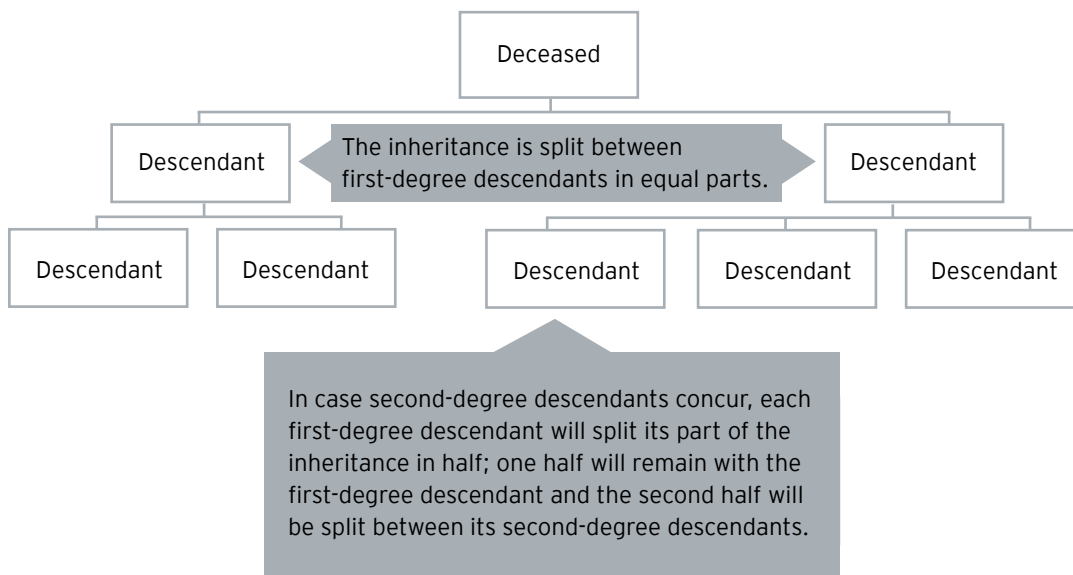 Deceased
Descendant
The inheritance is split between
first-degree descendants in equal parts.
Descendant
Descendant
Descendant
Descendant
Descendant
Descendant
In case second-degree descendants concur, each
first-degree descendant will split its part of the
inheritance in half; one half will remain with the
first-degree descendant and the second half will
be split between its second-degree descendants.